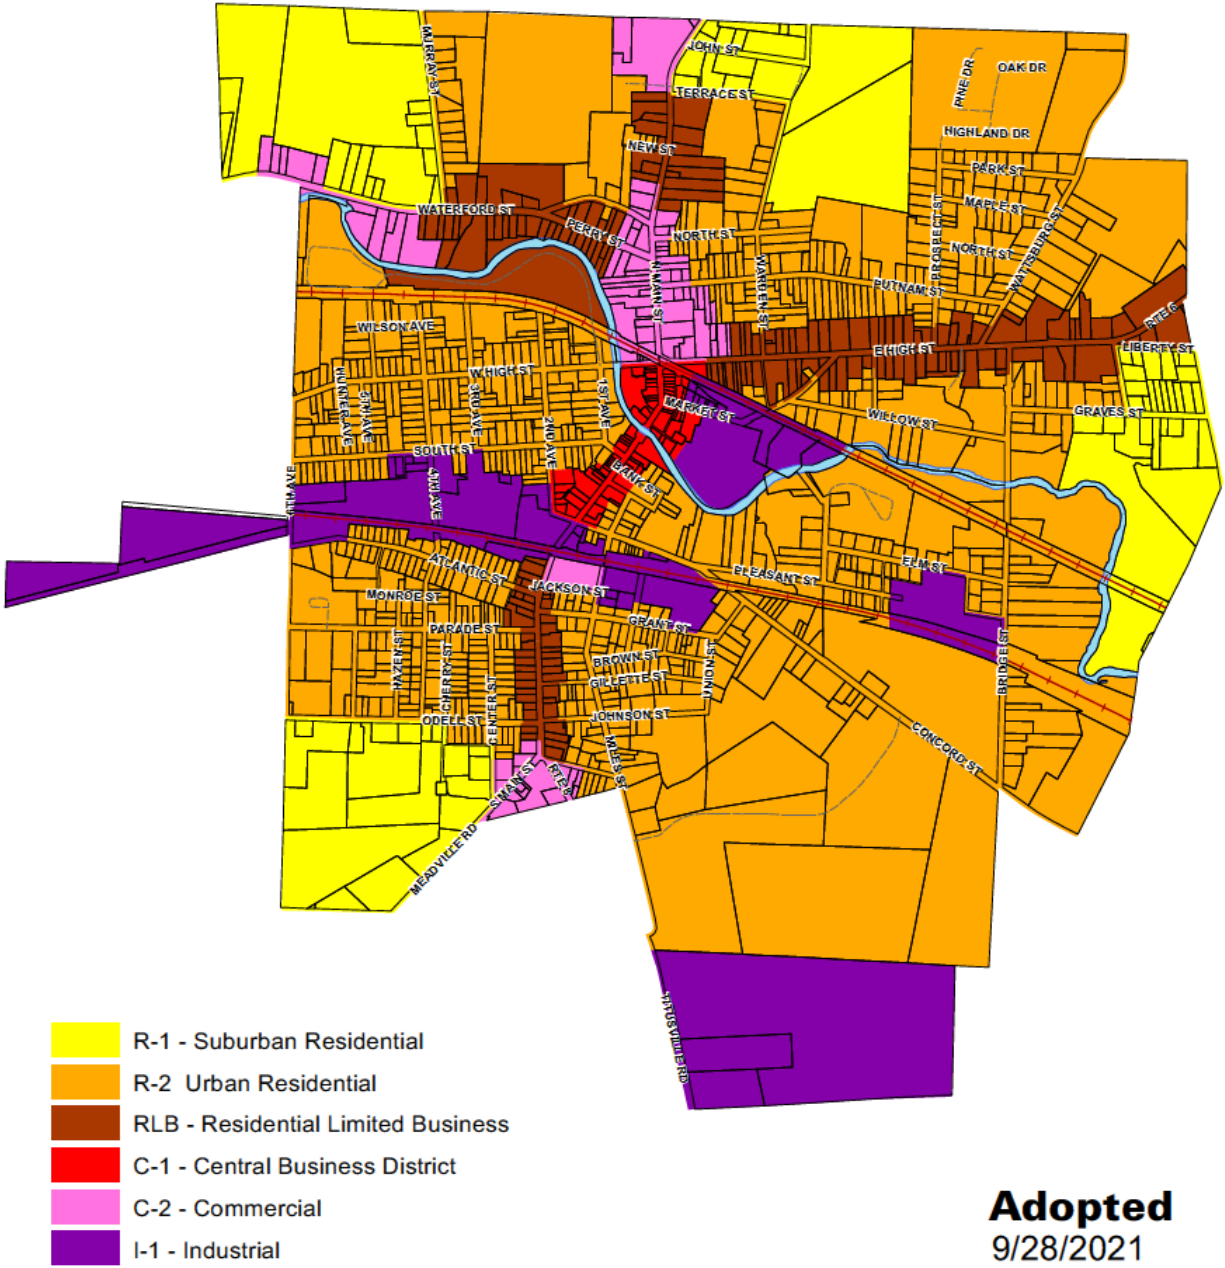 MURRAY ST
JOHN ST
TERRACE ST
PINE DR
OAK DR
HIGHLAND DR
NEW ST
PARK ST
MAPLE ST
WATERFORD ST
PERRY ST
NORTH ST
PROSPECT ST
NORTH ST
WATTSBURG ST
N MAIN ST
WARDEN ST
PUTNAM ST
RTE 6
WILSON AVE
E HIGH ST
LIBERTY ST
W HIGH ST
HUNTER AVE
5TH AVE
3RD AVE
1ST AVE
MARKET ST
WILLOW ST
GRAVES ST
2ND AVE
SOUTH ST
4TH AVE
6TH AVE
BANK ST
ATLANTIC ST
JACKSON ST
PLEASANT ST
ELM ST
MONROE ST
PARADE ST
GRANT ST
HAZEN ST
CHERRY ST
BROWN ST
GILLETTE ST
UNION ST
BRIDGE ST
CENTER ST
ODELL ST
JOHNSON ST
MILES ST
CONCORD ST
S MAIN ST
RTE 6
MEADVILLE RD
TITUSVILLE RD
R-1 - Suburban Residential
R-2 Urban Residential
RLB - Residential Limited Business
C-1 - Central Business District
C-2 - Commercial
I-1 - Industrial
Adopted
9/28/2021